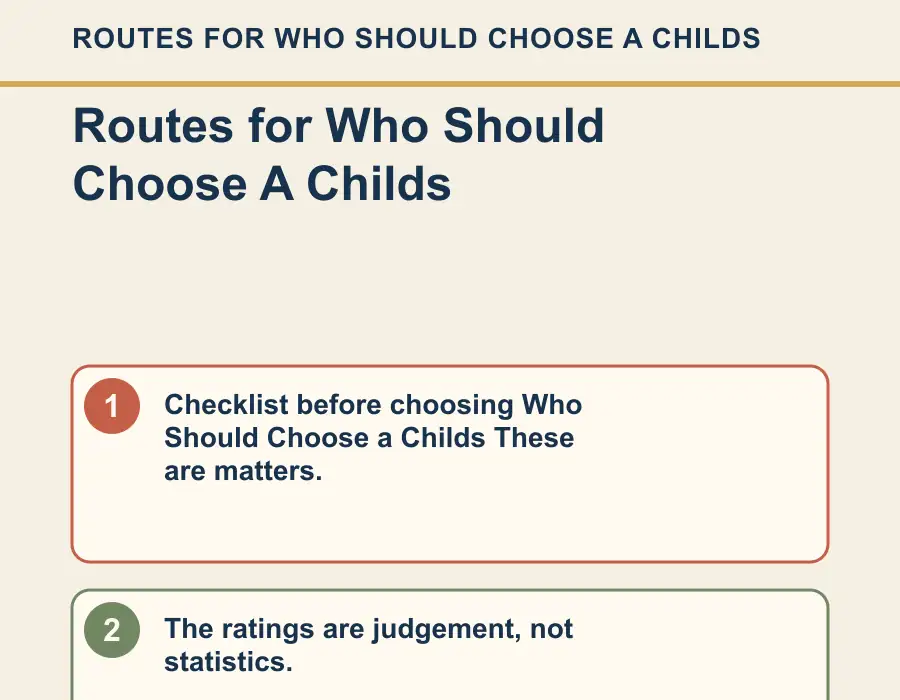 ROUTES FOR WHO SHOULD CHOOSE A CHILDS
Routes for Who Should
Choose A Childs
1
Checklist before choosing Who
Should Choose a Childs These
are matters.
2
The ratings are judgement, not
statistics.